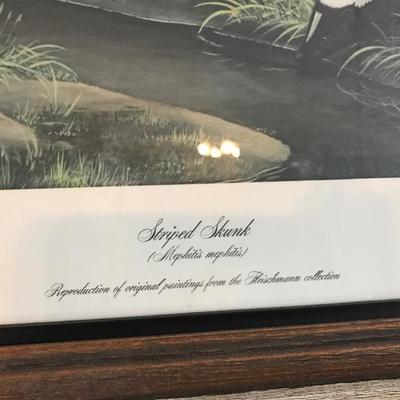 Striped Skunk
(Mephitis mephitis)
Reproduction of original paintings from the Fleischmann collection